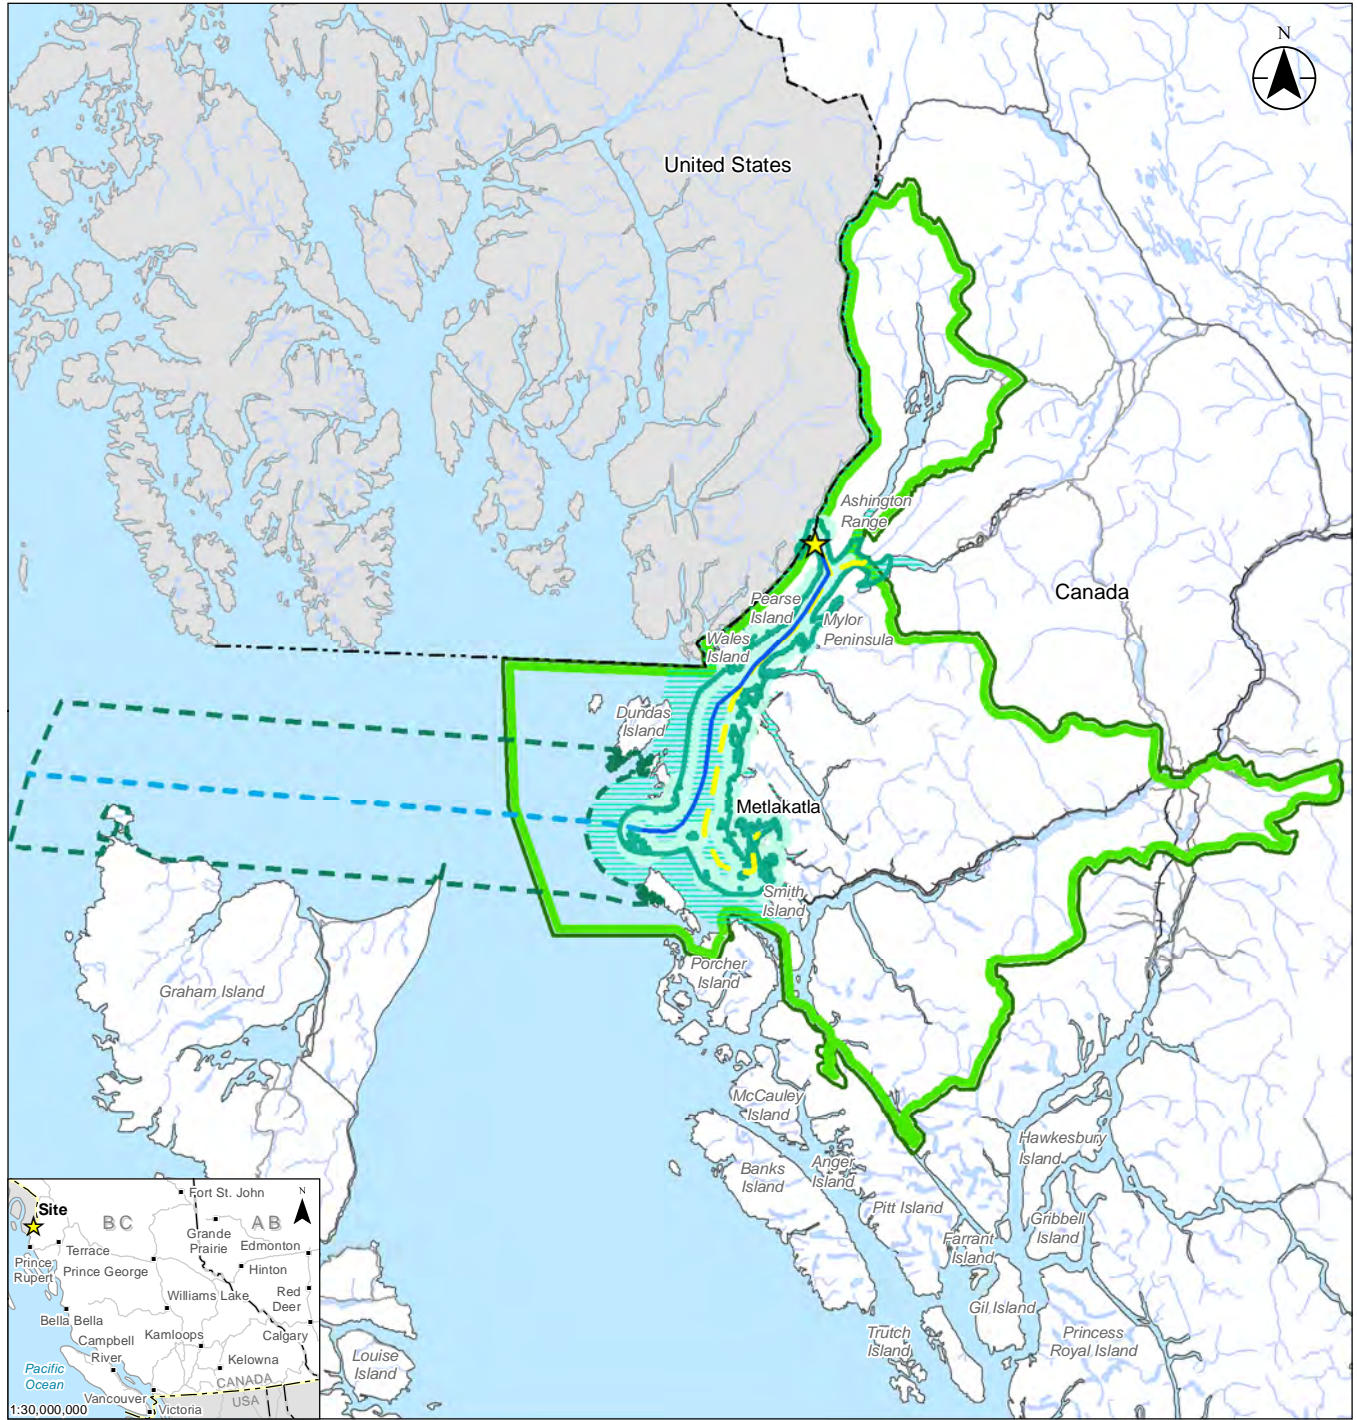 N
United States
Ashington
Range
Canada
Pearse
Island
Mylor
Peninsula
Wales
Island
Dundas
Island
Metlakatla
Smith
Island
Porcher
Island
Graham Island
McCauley
Island
Hawkesbury
Island
Banks
Island
Anger
Island
Pitt Island
Gribbell
Island
Farrant
Island
Gil Island
Trutch
Island
Princess
Royal Island
Louise
Island
N
Site
Fort St. John
BC
AB
Grande
Prairie
Edmonton
Terrace
Prince
Rupert
Prince George
Hinton
Williams Lake
Red
Deer
Bella Bella
Campbell
River
Kamloops
Calgary
Pacific
Ocean
Kelowna
CANADA
USA
Vancouver
Victoria
1:30,000,000